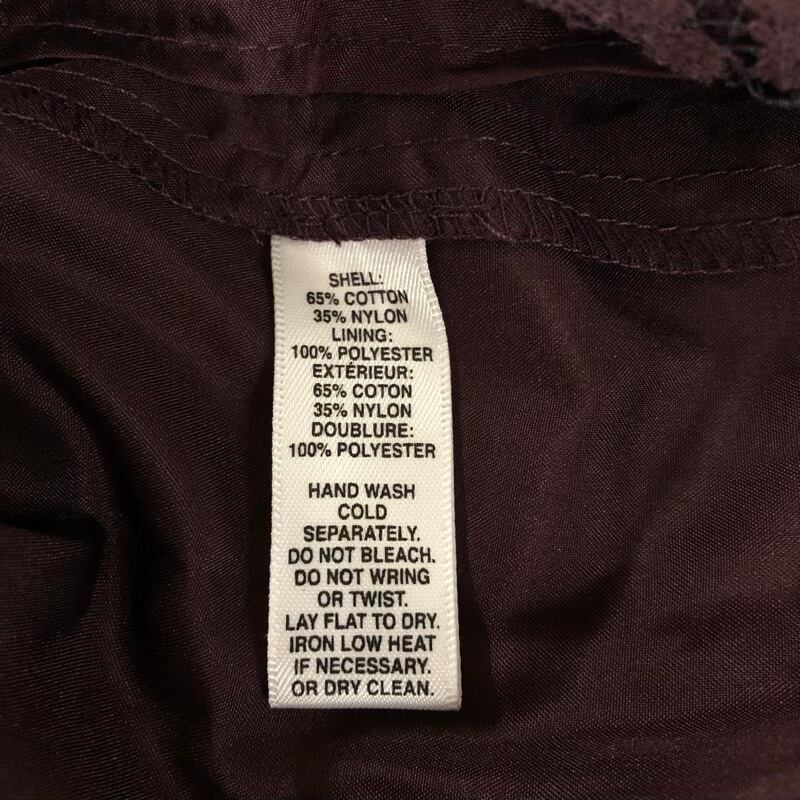 SHELL:
65% COTTON
35% NYLON
LINING:
100% POLYESTER
EXTÉRIEUR:
65% COTON
35% NYLON
DOUBLURE:
100% POLYESTER
HAND WASH
COLD
SEPARATELY.
DO NOT BLEACH.
DO NOT WRING
OR TWIST.
LAY FLAT TO DRY.
IRON LOW HEAT
IF NECESSARY.
OR DRY CLEAN.